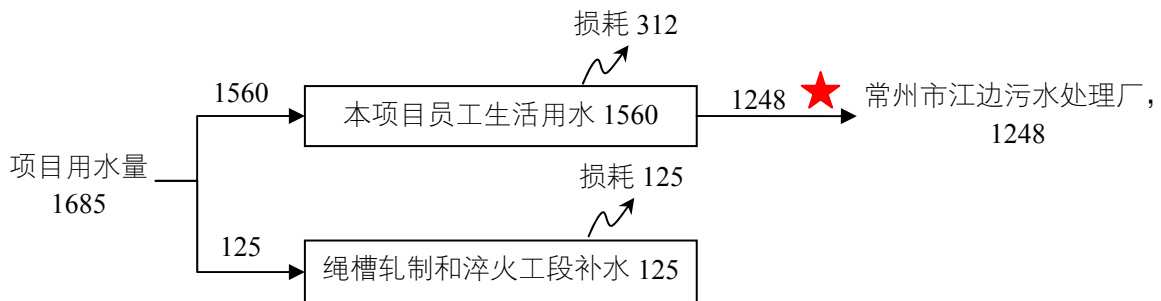 损耗 312
1560
本项目员工生活用水 1560
1248
常州市江边污水处理厂，
1248
项目用水量
1685
损耗 125
125
绳槽轧制和淬火工段补水 125